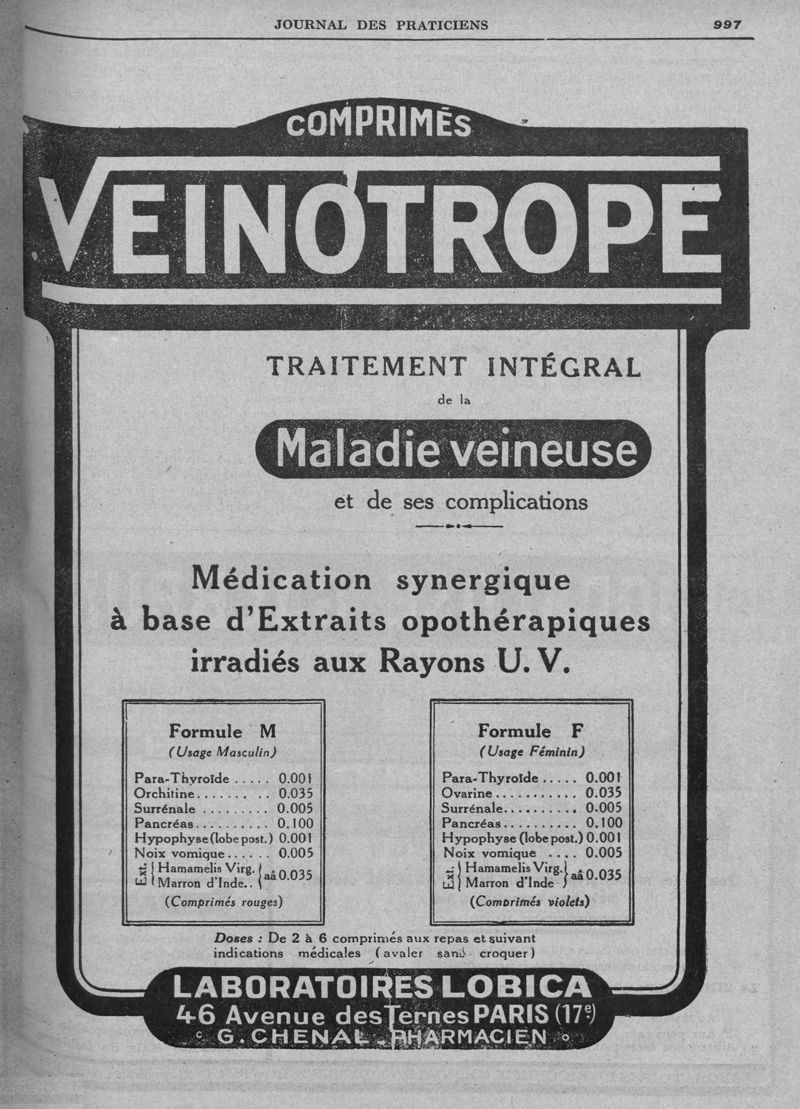 JOURNAL DES PRATICIENS 997
COMPRIMÉS
VEINOTROPE
TRAITEMENT INTÉGRAL
de la
Maladie veineuse
et de ses complications
Médication synergique
à base d'Extraits opothérapiques
irradiés aux Rayons U. V.
Formule M
(Usage Masculin)
Para-Thyroïde ..... 0.001
Orchitine......... 0.035
Surrénale ......... 0.005
Pancréas.......... 0.100
Hypophyse (lobe post.) 0.001
Noix vomique...... 0.005
Ext. { Hamamelis Virg. } aâ 0.035
Marron d'Inde..
(Comprimés rouges)
Formule F
(Usage Féminin)
Para-Thyroïde ..... 0.001
Ovarine........... 0.035
Surrénale.......... 0.005
Pancrèas.......... 0.100
Hypophyse (lobe post.) 0.001
Noix vomique .... 0.005
Ext. { Hamamelis Virg. } aâ 0.035
Marron d'Inde
(Comprimés violets)
Doses : De 2 à 6 comprimés aux repas et suivant
indications médicales (avaler sans croquer)
LABORATOIRES LOBICA
46 Avenue des Ternes PARIS (17e)
G. CHENAL - PHARMACIEN